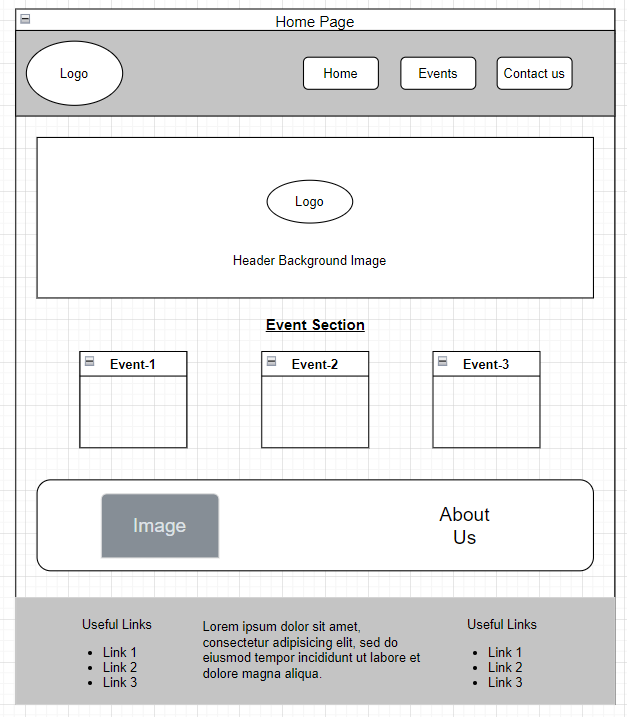 Home Page
Logo
Home
Events
Contact us
Logo
Header Background Image
Event Section
Event-1
Event-2
Event-3
Image
About
Us
Useful Links
Link 1
Link 2
Link 3
Lorem ipsum dolor sit amet,
consectetur adipisicing elit, sed do
eiusmod tempor incididunt ut labore et
dolore magna aliqua.
Useful Links
Link 1
Link 2
Link 3